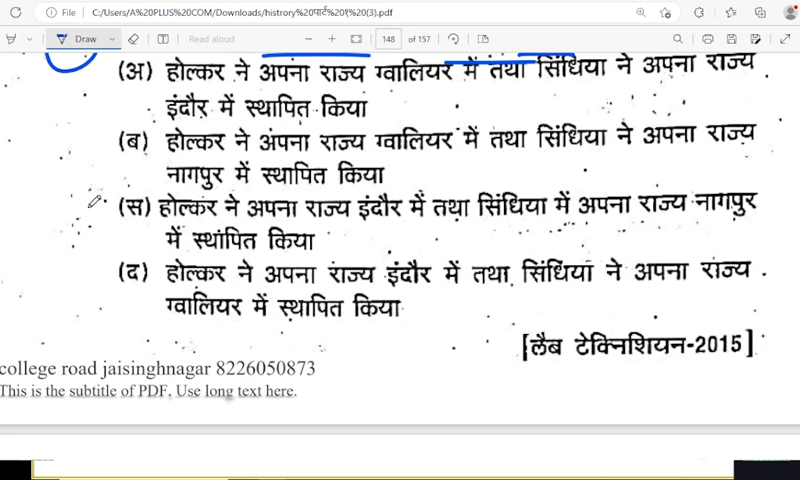 File
C:/Users/A%20PLUS%20COM/Downloads/histrory%20पार्ट%20१%20(3).pdf
Draw
Read aloud
148 of 157
(अ) होल्कर ने अपना राज्य ग्वालियर में तथा सिंधिया ने अपना राज्य
इंदौर में स्थापित किया
(ब) होल्कर ने अपना राज्य ग्वालियर में तथा सिंधिया ने अपना राज्य
नागपुर में स्थापित किया
(स) होल्कर ने अपना राज्य इंदौर में तथा सिंधिया में अपना राज्य नागपुर
में स्थापित किया
(द) होल्कर ने अपना राज्य इंदौर में तथा सिंधिया ने अपना राज्य
ग्वालियर में स्थापित किया
[लैब टेक्निशियन-2015]
college road jaisinghnagar 8226050873
This is the subtitle of PDF, Use long text here.